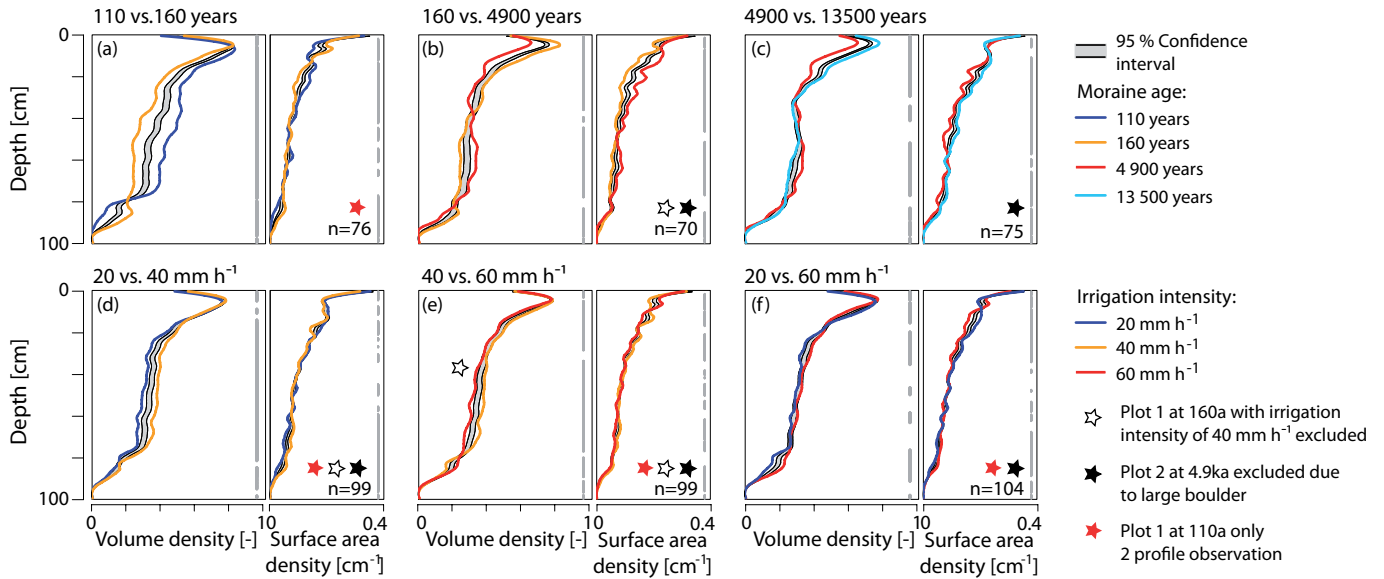 110 vs.160 years
160 vs. 4900 years
4900 vs. 13500 years
0
(a)
(b)
(c)
Depth [cm]
n=76
n=70
n=75
100
95 % Confidence
interval
Moraine age:
110 years
160 years
4 900 years
13 500 years
20 vs. 40 mm h⁻¹
40 vs. 60 mm h⁻¹
20 vs. 60 mm h⁻¹
0
(d)
(e)
(f)
Depth [cm]
n=99
n=99
n=104
100
0 10 0.4
0 10 0.4
0 10 0.4
Volume density [-]
Surface area
density [cm⁻¹]
Volume density [-]
Surface area
density [cm⁻¹]
Volume density [-]
Surface area
density [cm⁻¹]
Irrigation intensity:
20 mm h⁻¹
40 mm h⁻¹
60 mm h⁻¹
Plot 1 at 160a with irrigation
intensity of 40 mm h⁻¹ excluded
Plot 2 at 4.9ka excluded due
to large boulder
Plot 1 at 110a only
2 profile observation